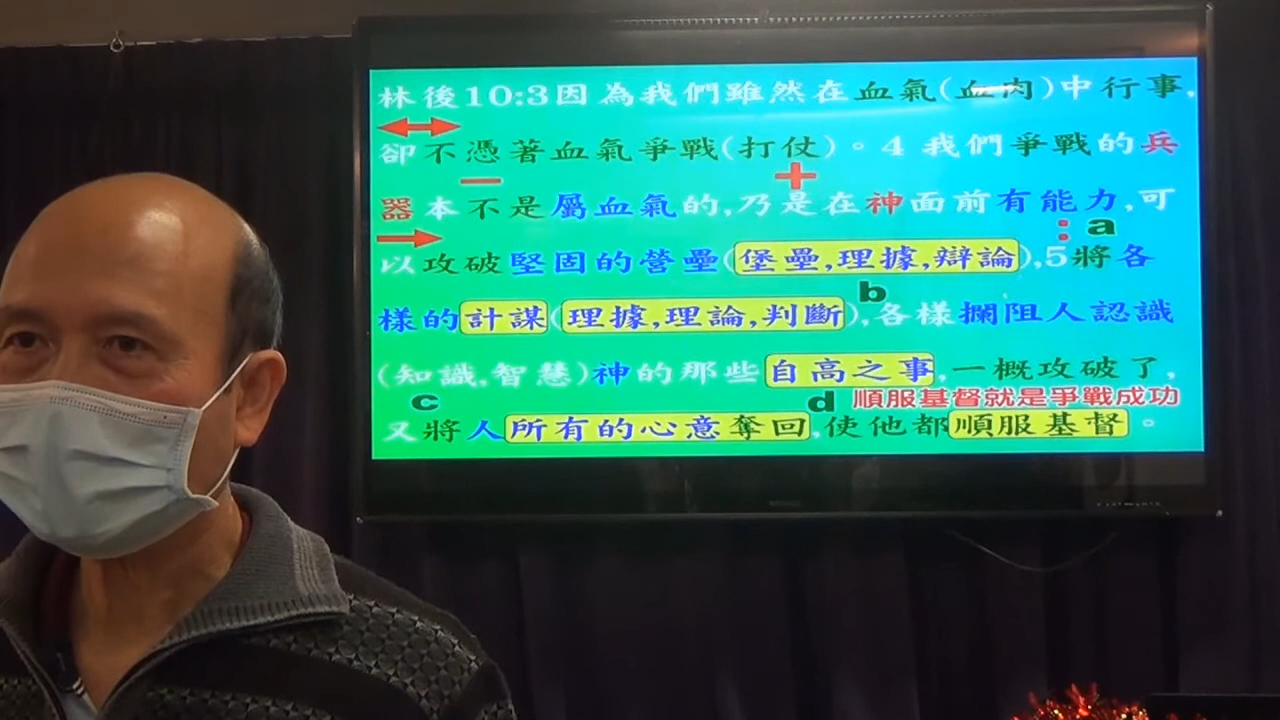 林後10:3因為我們雖然在血氣(血肉)中行事,
卻不憑著血氣爭戰(打仗)。4 我們爭戰的兵
器本不是屬血氣的,乃是在神面前有能力,可
a
以攻破堅固的營壘(堡壘,理據,辯論),5將各
b
樣的計謀(理據,理論,判斷),各樣攔阻人認識
(知識,智慧)神的那些自高之事,一概攻破了,
c d 順服基督就是爭戰成功
又將人所有的心意奪回,使他都順服基督。